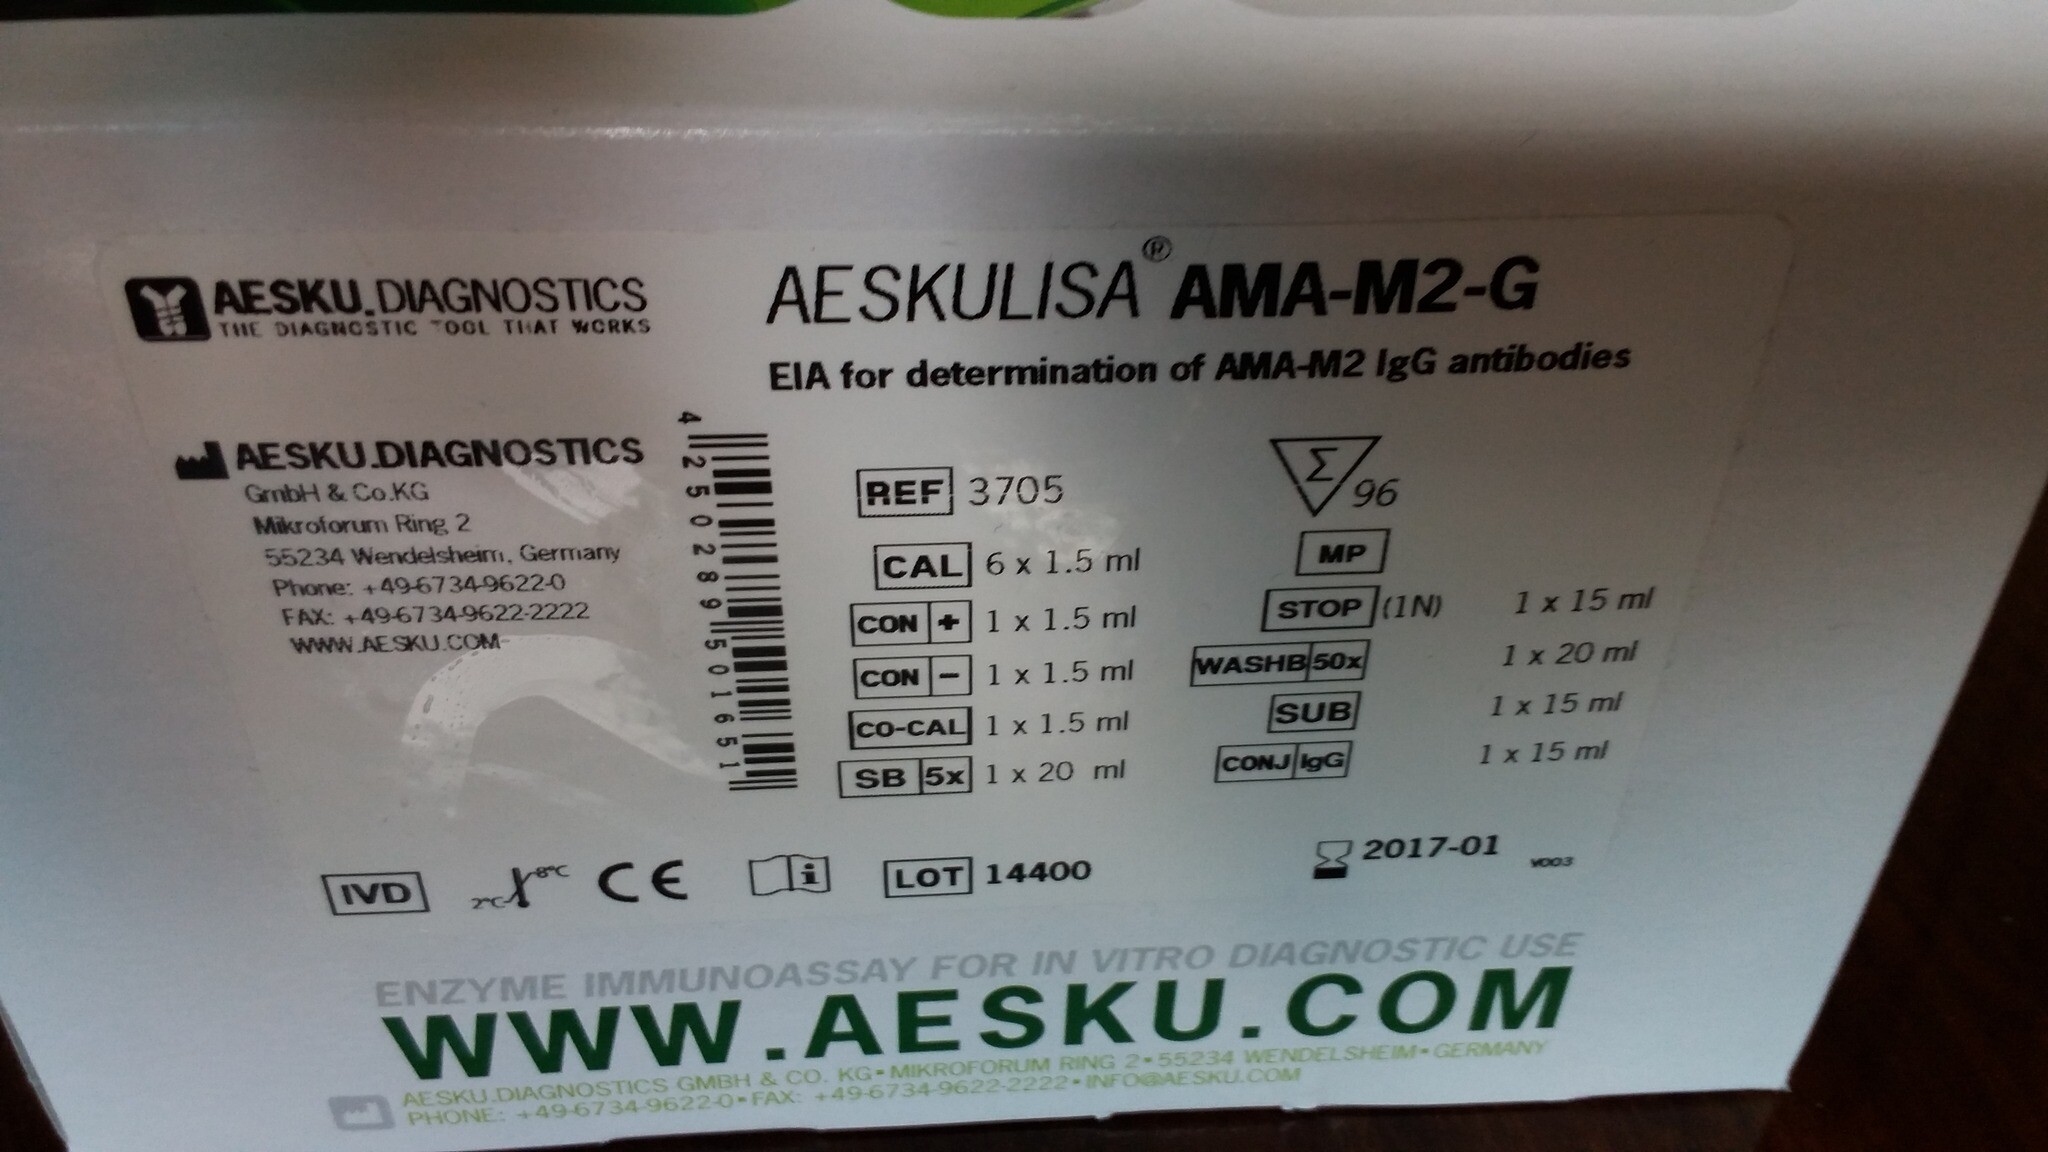 AESKU.DIAGNOSTICS
THE DIAGNOSTIC TOOL THAT WORKS
AESKULISA® AMA-M2-G
EIA for determination of AMA-M2 IgG antibodies
AESKU.DIAGNOSTICS
GmbH & Co.KG
Mikroforum Ring 2
55234 Wendelsheim, Germany
Phone: +49-6734-9622-0
FAX: +49-6734-9622-2222
WWW.AESKU.COM
4 250289 501651
REF 3705
CAL 6 x 1.5 ml
CON + 1 x 1.5 ml
CON - 1 x 1.5 ml
CO-CAL 1 x 1.5 ml
SB 5x 1 x 20 ml
Σ 96
MP
STOP (1N) 1 x 15 ml
WASHB 50x 1 x 20 ml
SUB 1 x 15 ml
CONJ IgG 1 x 15 ml
IVD 2°C 8°C CE i LOT 14400 2017-01 V003
ENZYME IMMUNOASSAY FOR IN VITRO DIAGNOSTIC USE
WWW.AESKU.COM
AESKU.DIAGNOSTICS GMBH & CO. KG▪MIKROFORUM RING 2▪55234 WENDELSHEIM▪GERMANY
PHONE: +49-6734-9622-0▪FAX: +49-6734-9622-2222▪INFO@AESKU.COM